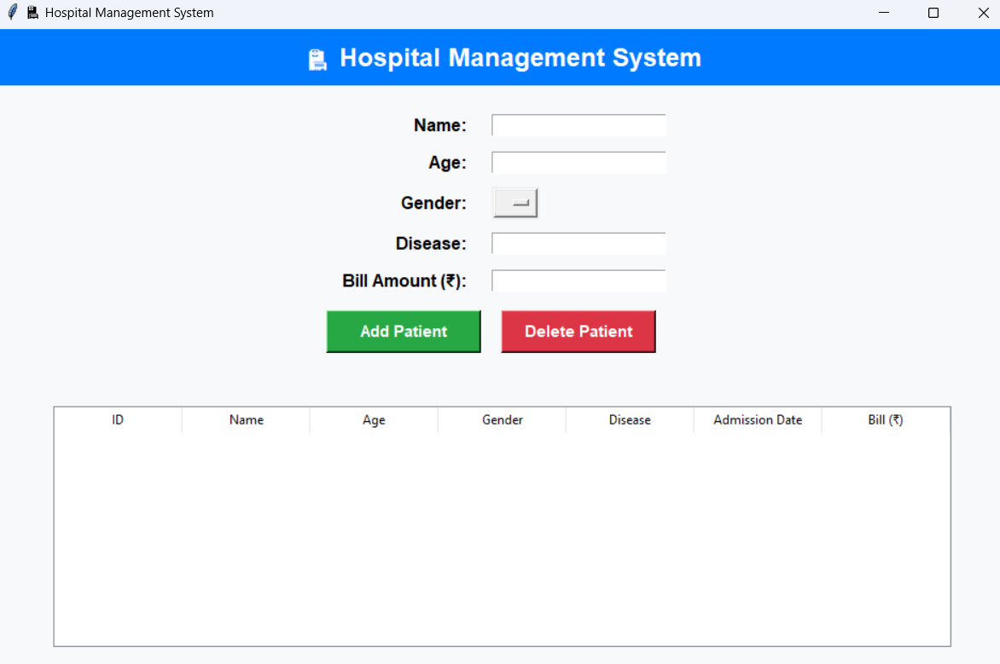 Hospital Management System
Hospital Management System
Name:
Age:
Gender:
Disease:
Bill Amount (₹):
Add Patient Delete Patient
ID Name Age Gender Disease Admission Date Bill (₹)